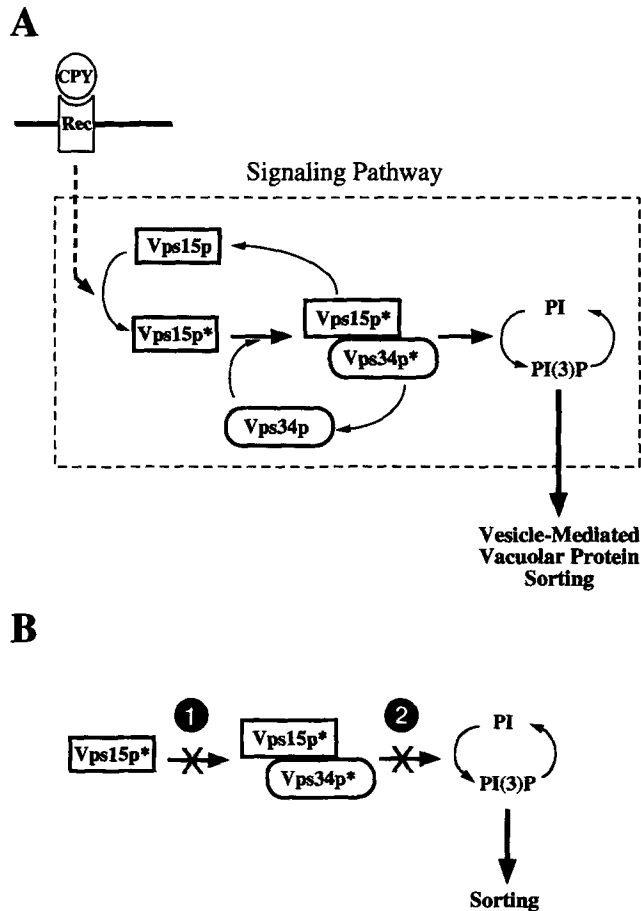 A
CPY
Rec
Signaling Pathway
Vps15p
Vps15p*
Vps15p*
Vps34p*
Vps34p
PI
PI(3)P
Vesicle-Mediated
Vacuolar Protein
Sorting
B
1
2
Vps15p*
Vps15p*
Vps34p*
PI
PI(3)P
Sorting